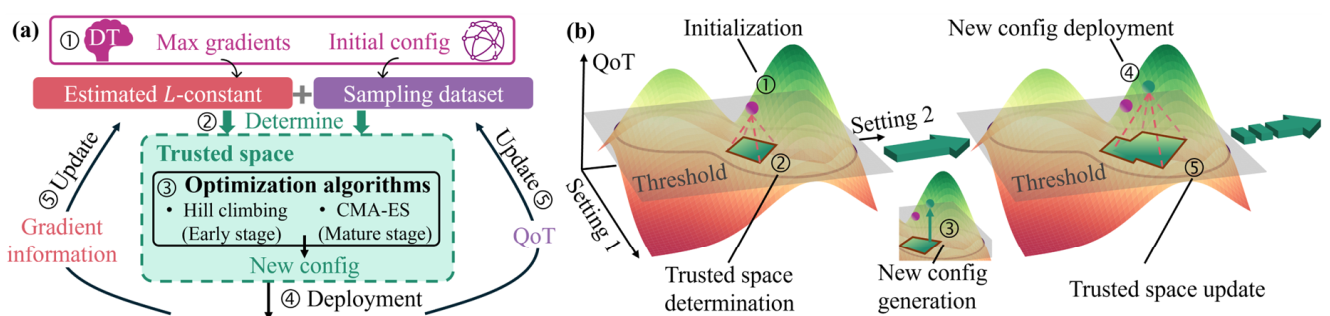 (a)
① DT
Max gradients
Initial config
Estimated L-constant
+
Sampling dataset
②
Determine
Trusted space
③ Optimization algorithms
• Hill climbing
(Early stage)
• CMA-ES
(Mature stage)
New config
④ Deployment
⑤ Update
Gradient
information
Update ⑤
QoT
(b)
Initialization
QoT
①
②
Threshold
Setting 1
Setting 2
Trusted space
determination
③
New config
generation
New config deployment
④
Threshold
⑤
Trusted space update